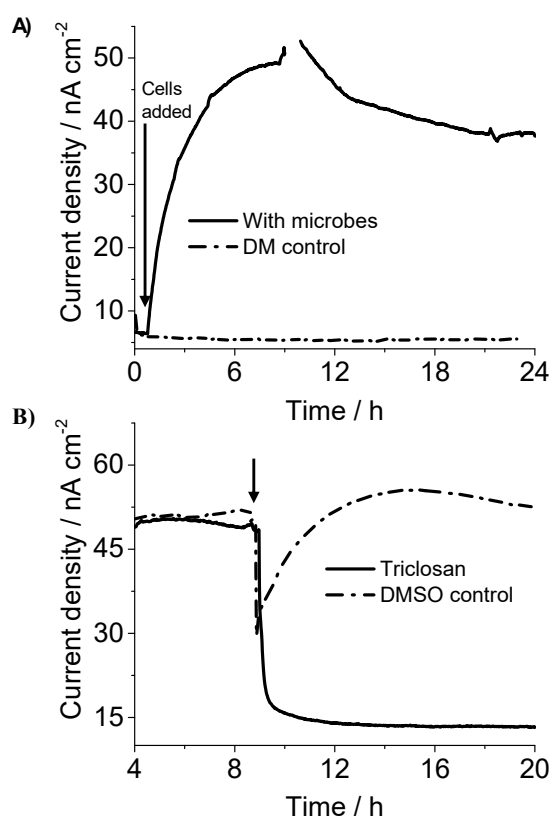 A)
Current density / nA cm⁻²
50
40
30
20
10
Cells
added
With microbes
DM control
0
6
12
18
24
Time / h
B)
Current density / nA cm⁻²
60
45
30
15
Triclosan
DMSO control
4
8
12
16
20
Time / h